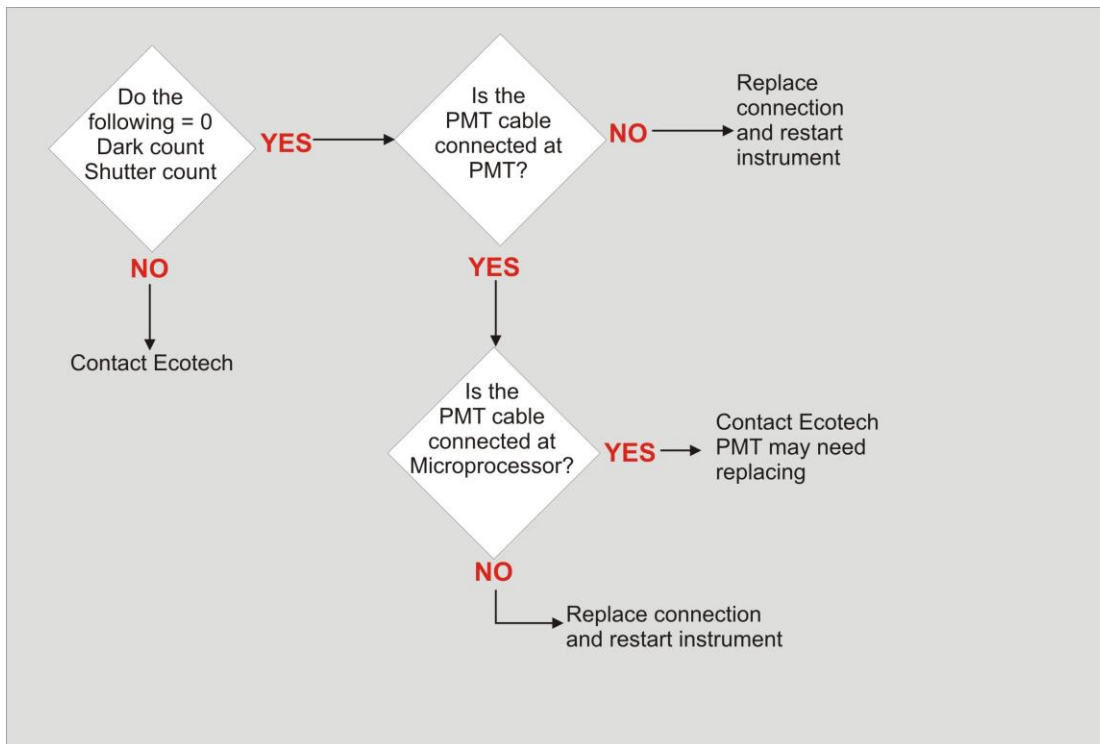 Do the
following = 0
Dark count
Shutter count
YES
Is the
PMT cable
connected at
PMT?
NO
Replace
connection
and restart
instrument
NO
Contact Ecotech
YES
Is the
PMT cable
connected at
Microprocessor?
YES
Contact Ecotech
PMT may need
replacing
NO
Replace connection
and restart instrument